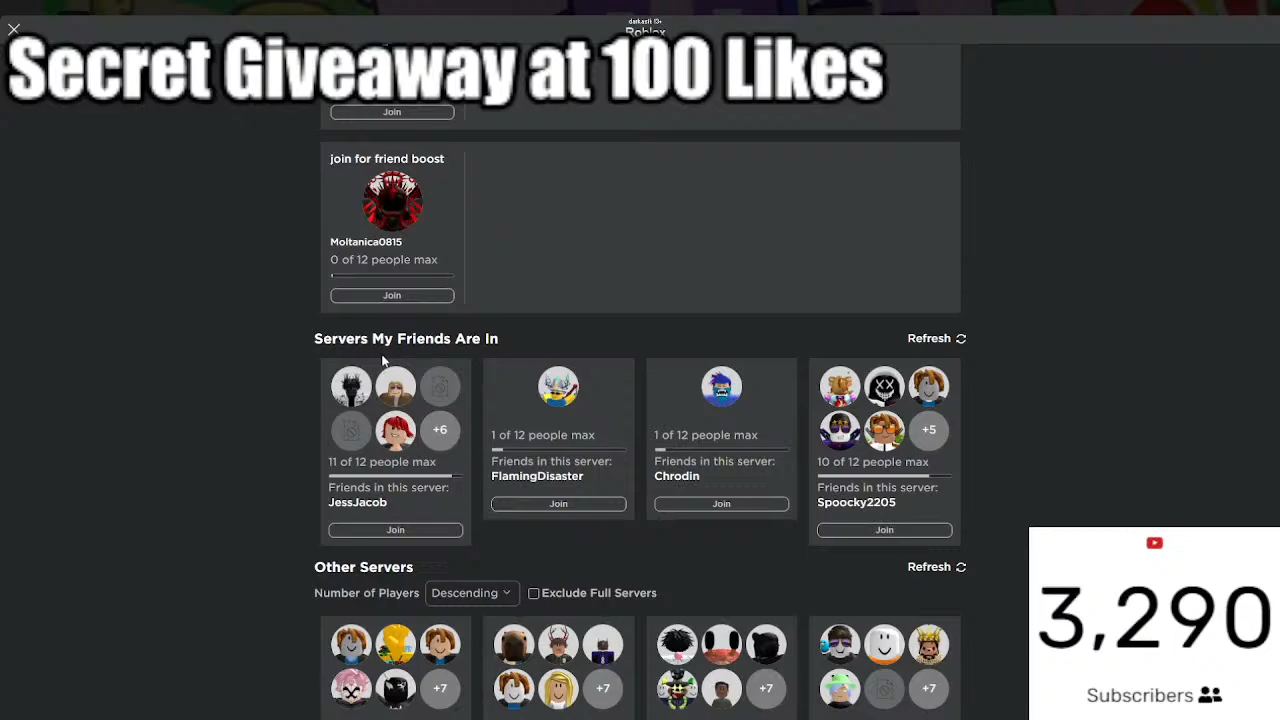 darkasik 13+
Roblox
Secret Giveaway at 100 Likes
Join
join for friend boost
Moltanica0815
0 of 12 people max
Join
Servers My Friends Are In
Refresh
+6
11 of 12 people max
Friends in this server:
JessJacob
Join
1 of 12 people max
Friends in this server:
FlamingDisaster
Join
1 of 12 people max
Friends in this server:
Chrodin
Join
+5
10 of 12 people max
Friends in this server:
Spoocky2205
Join
Other Servers
Refresh
Number of Players
Descending
Exclude Full Servers
+7
+7
+7
+7
3,290
Subscribers